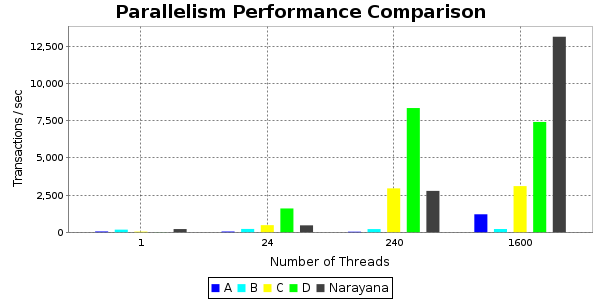 Parallelism Performance Comparison
12,500
10,000
7,500
5,000
2,500
0
Transactions / sec
1 24 240 1600
Number of Threads
A B C D Narayana